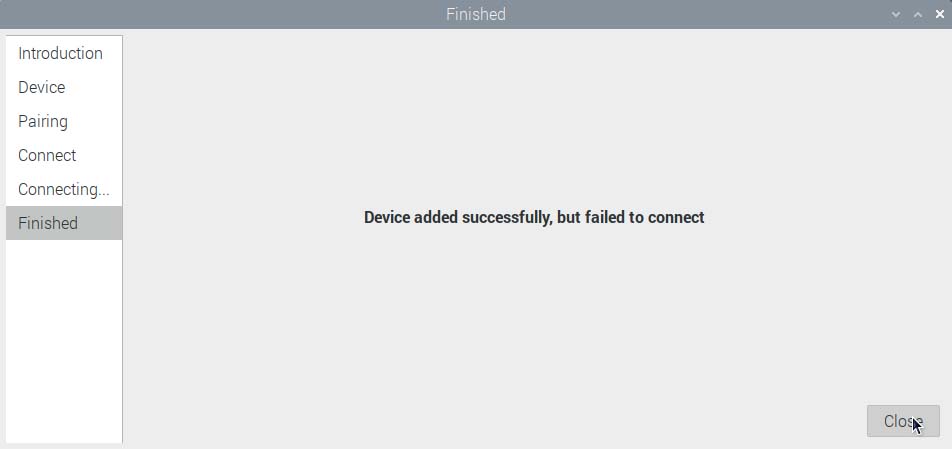 Finished
Introduction
Device
Pairing
Connect
Connecting...
Finished
Device added successfully, but failed to connect
Close